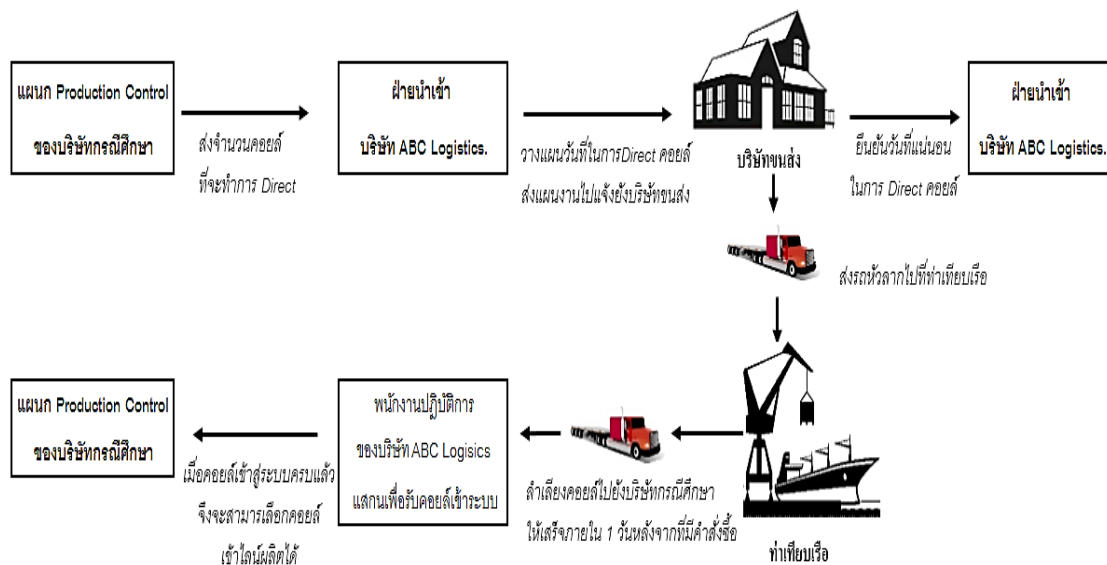 แผนก Production Control
ของบริษัทกรณีศึกษา
ส่งจำนวนคอยล์
ที่จะทำการ Direct
ฝ่ายนำเข้า
บริษัท ABC Logistics.
วางแผนวันที่ในการDirect คอยล์
ส่งแผนงานไปแจ้งยังบริษัทขนส่ง
บริษัทขนส่ง
ยืนยันวันที่แน่นอน
ในการ Direct คอยล์
ฝ่ายนำเข้า
บริษัท ABC Logistics.
ส่งรถหัวลากไปที่ท่าเทียบเรือ
ท่าเทียบเรือ
ลำเลียงคอยล์ไปยังบริษัทกรณีศึกษา
ให้เสร็จภายใน 1 วันหลังจากที่มีคำสั่งซื้อ
พนักงานปฏิบัติการ
ของบริษัท ABC Logisics
แสกนเพื่อรับคอยล์เข้าระบบ
เมื่อคอยล์เข้าสู่ระบบครบแล้ว
จึงจะสามารเลือกคอยล์
เข้าไลน์ผลิตได้
แผนก Production Control
ของบริษัทกรณีศึกษา